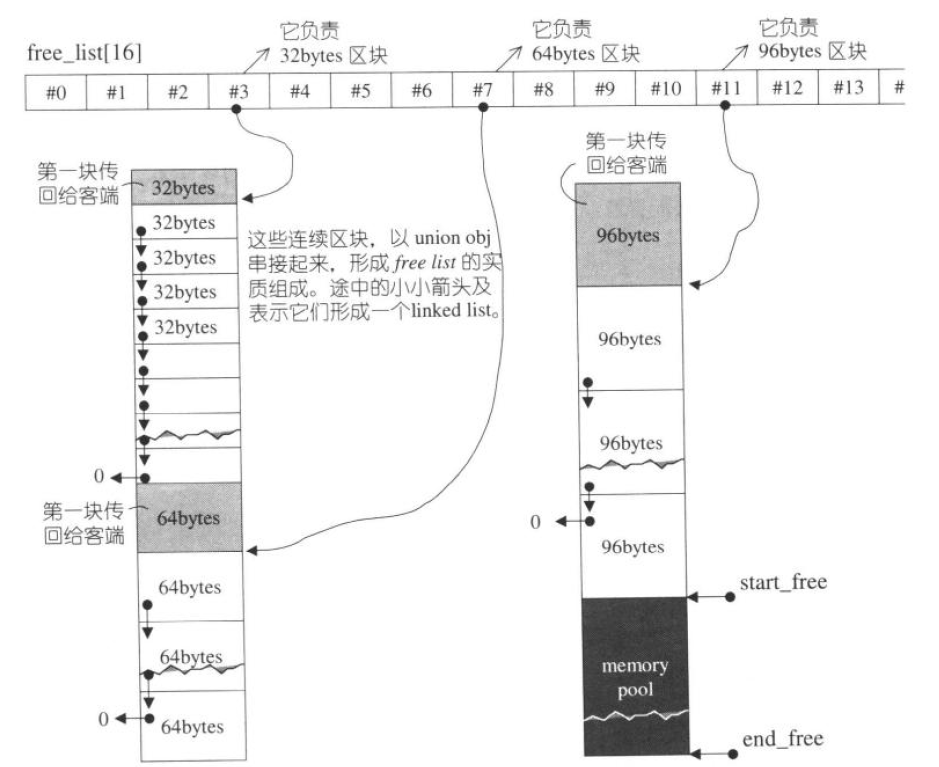 free_list[16]
它负责
32bytes 区块
它负责
64bytes 区块
它负责
96bytes 区块
#0 #1 #2 #3 #4 #5 #6 #7 #8 #9 #10 #11 #12 #13 #
第一块传
回给客端
32bytes
32bytes
32bytes
32bytes
32bytes
0
这些连续区块，以 union obj
串接起来，形成 free list 的实
质组成。途中的小小箭头及
表示它们形成一个linked list。
第一块传
回给客端
64bytes
64bytes
64bytes
0
64bytes
第一块传
回给客端
96bytes
96bytes
96bytes
0
96bytes
start_free
memory
pool
end_free